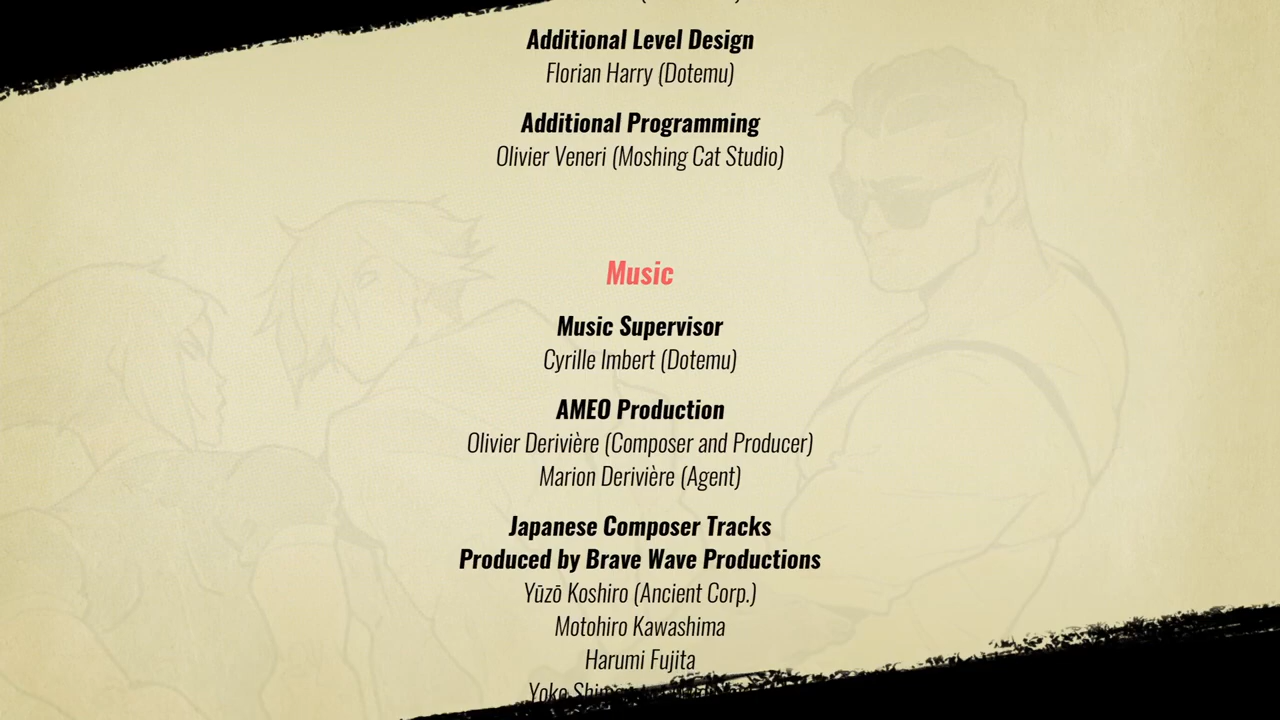 Additional Level Design
Florian Harry (Dotemu)
Additional Programming
Olivier Veneri (Moshing Cat Studio)
Music
Music Supervisor
Cyrille Imbert (Dotemu)
AMEO Production
Olivier Derivière (Composer and Producer)
Marion Derivière (Agent)
Japanese Composer Tracks
Produced by Brave Wave Productions
Yūzō Koshiro (Ancient Corp.)
Motohiro Kawashima
Harumi Fujita
Yoko